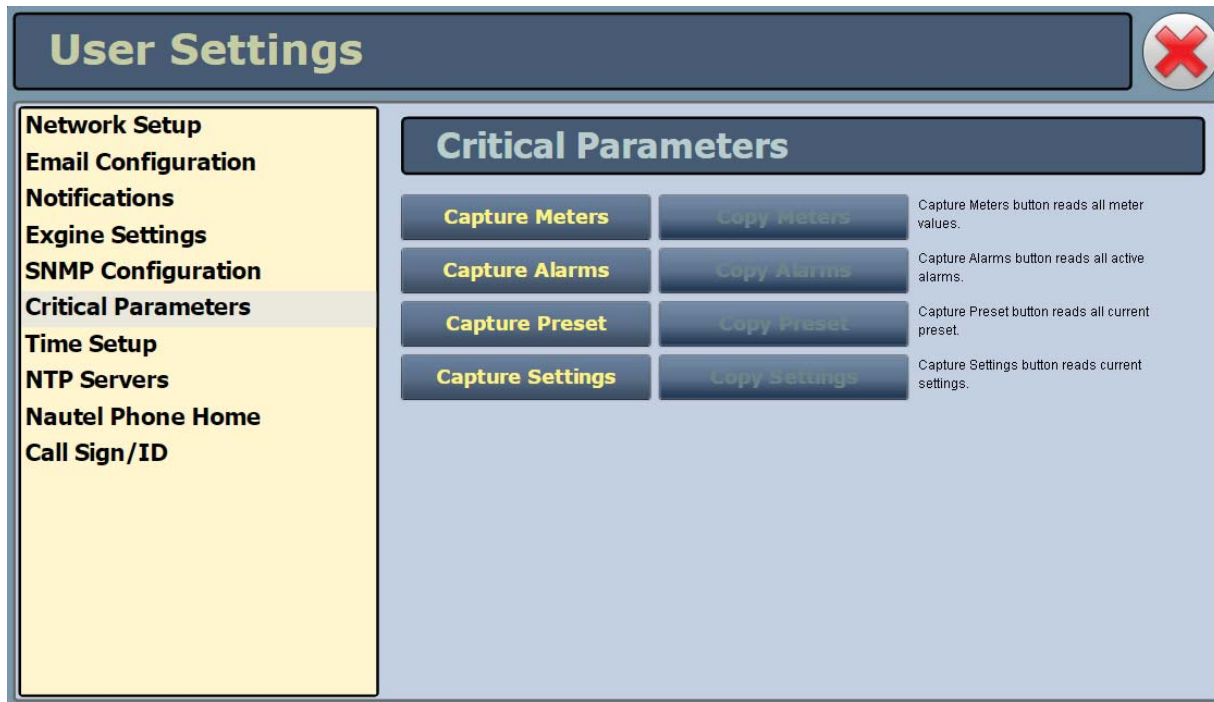 User Settings
Network Setup
Email Configuration
Notifications
Exgine Settings
SNMP Configuration
Critical Parameters
Time Setup
NTP Servers
Nautel Phone Home
Call Sign/ID
Critical Parameters
Capture Meters
Copy Meters
Capture Meters button reads all meter
values.
Capture Alarms
Copy Alarms
Capture Alarms button reads all active
alarms.
Capture Preset
Copy Preset
Capture Preset button reads all current
preset.
Capture Settings
Copy Settings
Capture Settings button reads current
settings.